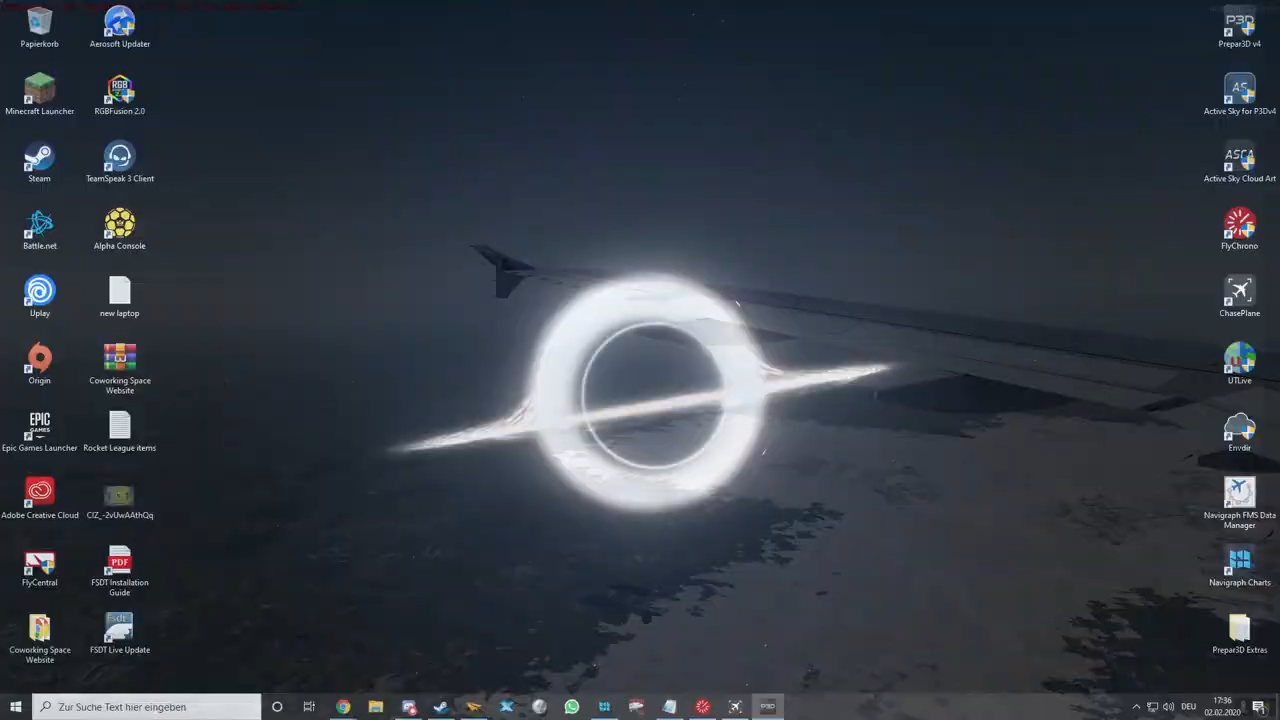 Papierkorb
Aerosoft Updater
Minecraft Launcher
RGB
RGBFusion 2.0
Steam
TeamSpeak 3 Client
Battle.net
Alpha Console
Uplay
new laptop
Origin
Coworking Space
Website
EPIC
GAMES
Epic Games Launcher
Rocket League items
Adobe Creative Cloud
CIZ_-2vUwAAthQq
FlyCentral
PDF
FSDT Installation
Guide
Coworking Space
Website
Fsdt
FSDT Live Update
P3D
Prepar3D v4
AS
Active Sky for P3Dv4
ASCA
Active Sky Cloud Art
FlyChrono
ChasePlane
UTLive
Envdir
Navigraph FMS Data
Manager
Navigraph Charts
Prepar3D Extras
Zur Suche Text hier eingeben
P3D
DEU
17:36
02.02.2020